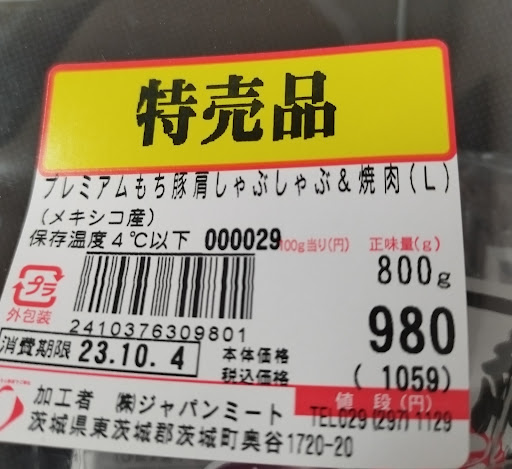 特売品
プレミアムもち豚肩しゃぶしゃぶ&焼肉(L)
(メキシコ産)
保存温度4℃以下 000029 100g当り(円) 正味量(g)
800g
プラ
外包装
2410376309801
980
消費期限 23.10.4 本体価格
税込価格 (1059)
値段(円)
加工者 ㈱ジャパンミート TEL029(297)1129
茨城県東茨城郡茨城町奥谷1720-20